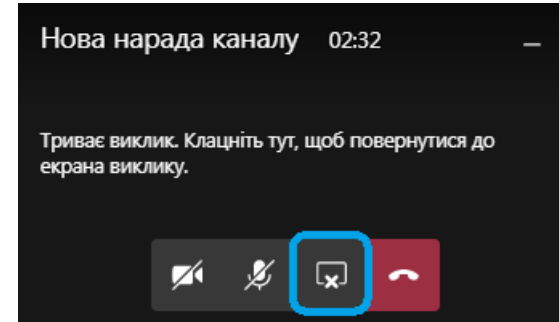 Нова нарада каналу 02:32
Триває виклик. Клацніть тут, щоб повернутися до
екрана виклику.